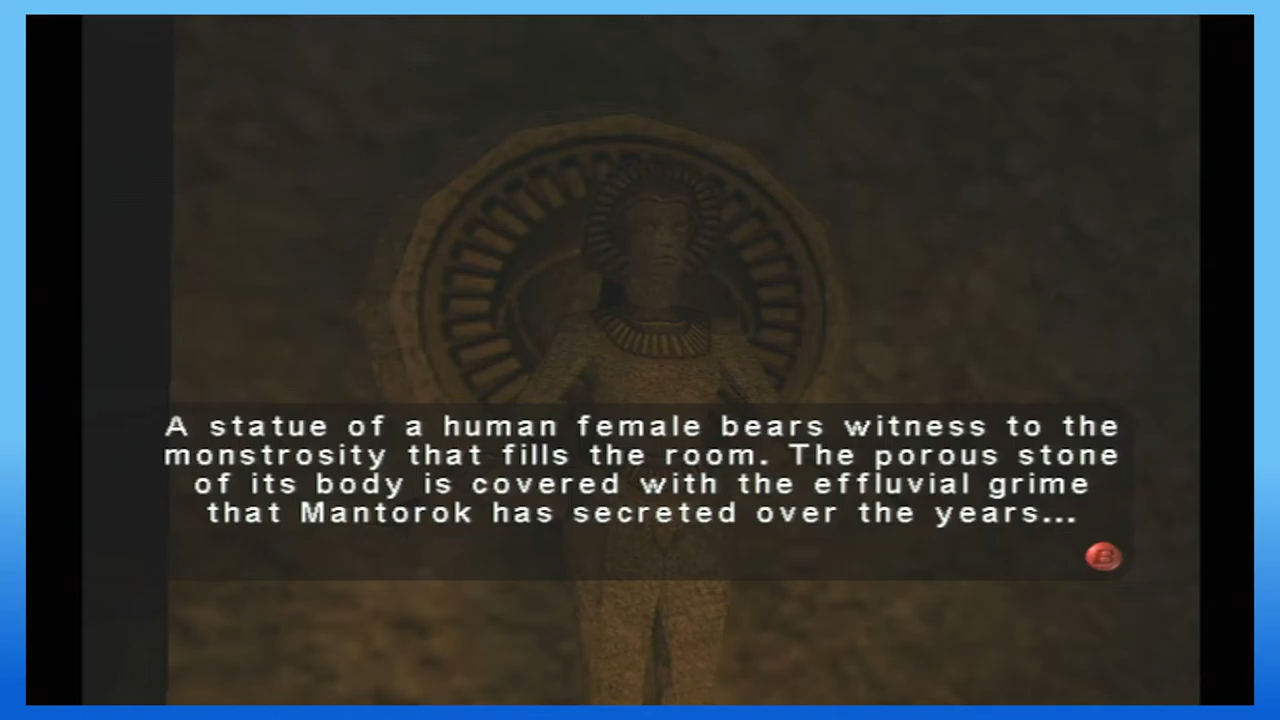 A statue of a human female bears witness to the
monstrosity that fills the room. The porous stone
of its body is covered with the effluvial grime
that Mantorok has secreted over the years...
B